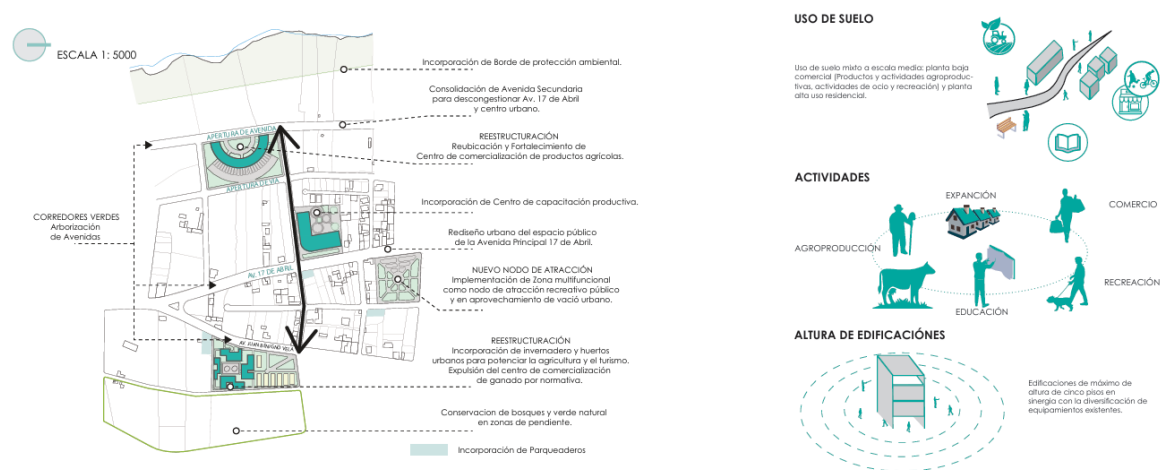 ESCALA 1: 5000
Incorporación de Borde de protección ambiental.
Consolidación de Avenida Secundaria
para descongestionar Av. 17 de Abril
y centro urbano.
APERTURA DE AVENIDA
REESTRUCTURACIÓN
Reubicación y Fortalecimiento de
Centro de comercialización de productos agrícolas.
APERTURA DE VIA
Incorporación de Centro de capacitación productiva.
CORREDORES VERDES
Arborización
de Avenidas
Rediseño urbano del espacio público
de la Avenida Principal 17 de Abril.
AV. 17 DE ABRIL
NUEVO NODO DE ATRACCIÓN
Implementación de Zona multifuncional
como nodo de atracción recreativo público
y en aprovechamiento de vació urbano.
REESTRUCTURACIÓN
Incorporación de invernadero y huertos
urbanos para potenciar la agricultura y el turismo.
Expulsión del centro de comercialización
de ganado por normativa.
Conservacion de bosques y verde natural
en zonas de pendiente.
Incorporación de Parqueaderos
USO DE SUELO
Uso de suelo mixto a escala media: planta baja
comercial (Productos y actividades agroproduc-
tivas, actividades de ocio y recreación) y planta
alta uso residencial.
ACTIVIDADES
EXPANCIÓN
COMERCIO
AGROPRODUCCIÓN
RECREACIÓN
EDUCACIÓN
ALTURA DE EDIFICACIÓNES
Edificaciones de máximo de
altura de cinco pisos en
sinergía con la diversificación de
equipamientos existentes.